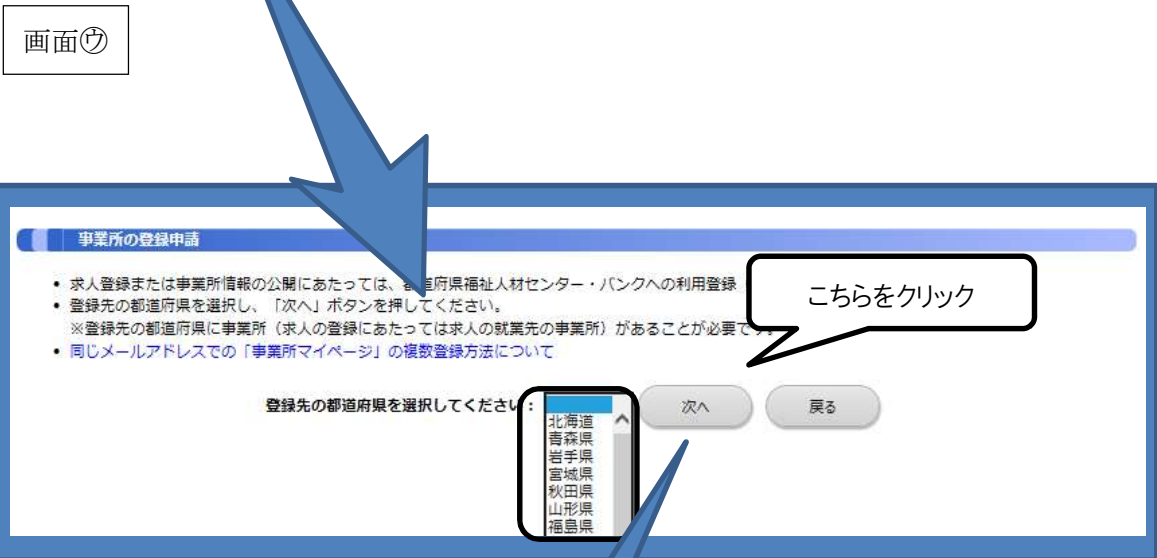 画面㋒
事業所の登録申請
• 求人登録または事業所情報の公開にあたっては、都道府県福祉人材センター・バンクへの利用登録
• 登録先の都道府県を選択し、「次へ」ボタンを押してください。
※登録先の都道府県に事業所（求人の登録にあたっては求人の就業先の事業所）があることが必要です。
• 同じメールアドレスでの「事業所マイページ」の複数登録方法について
こちらをクリック
登録先の都道府県を選択してください：
次へ
戻る
北海道
青森県
岩手県
宮城県
秋田県
山形県
福島県